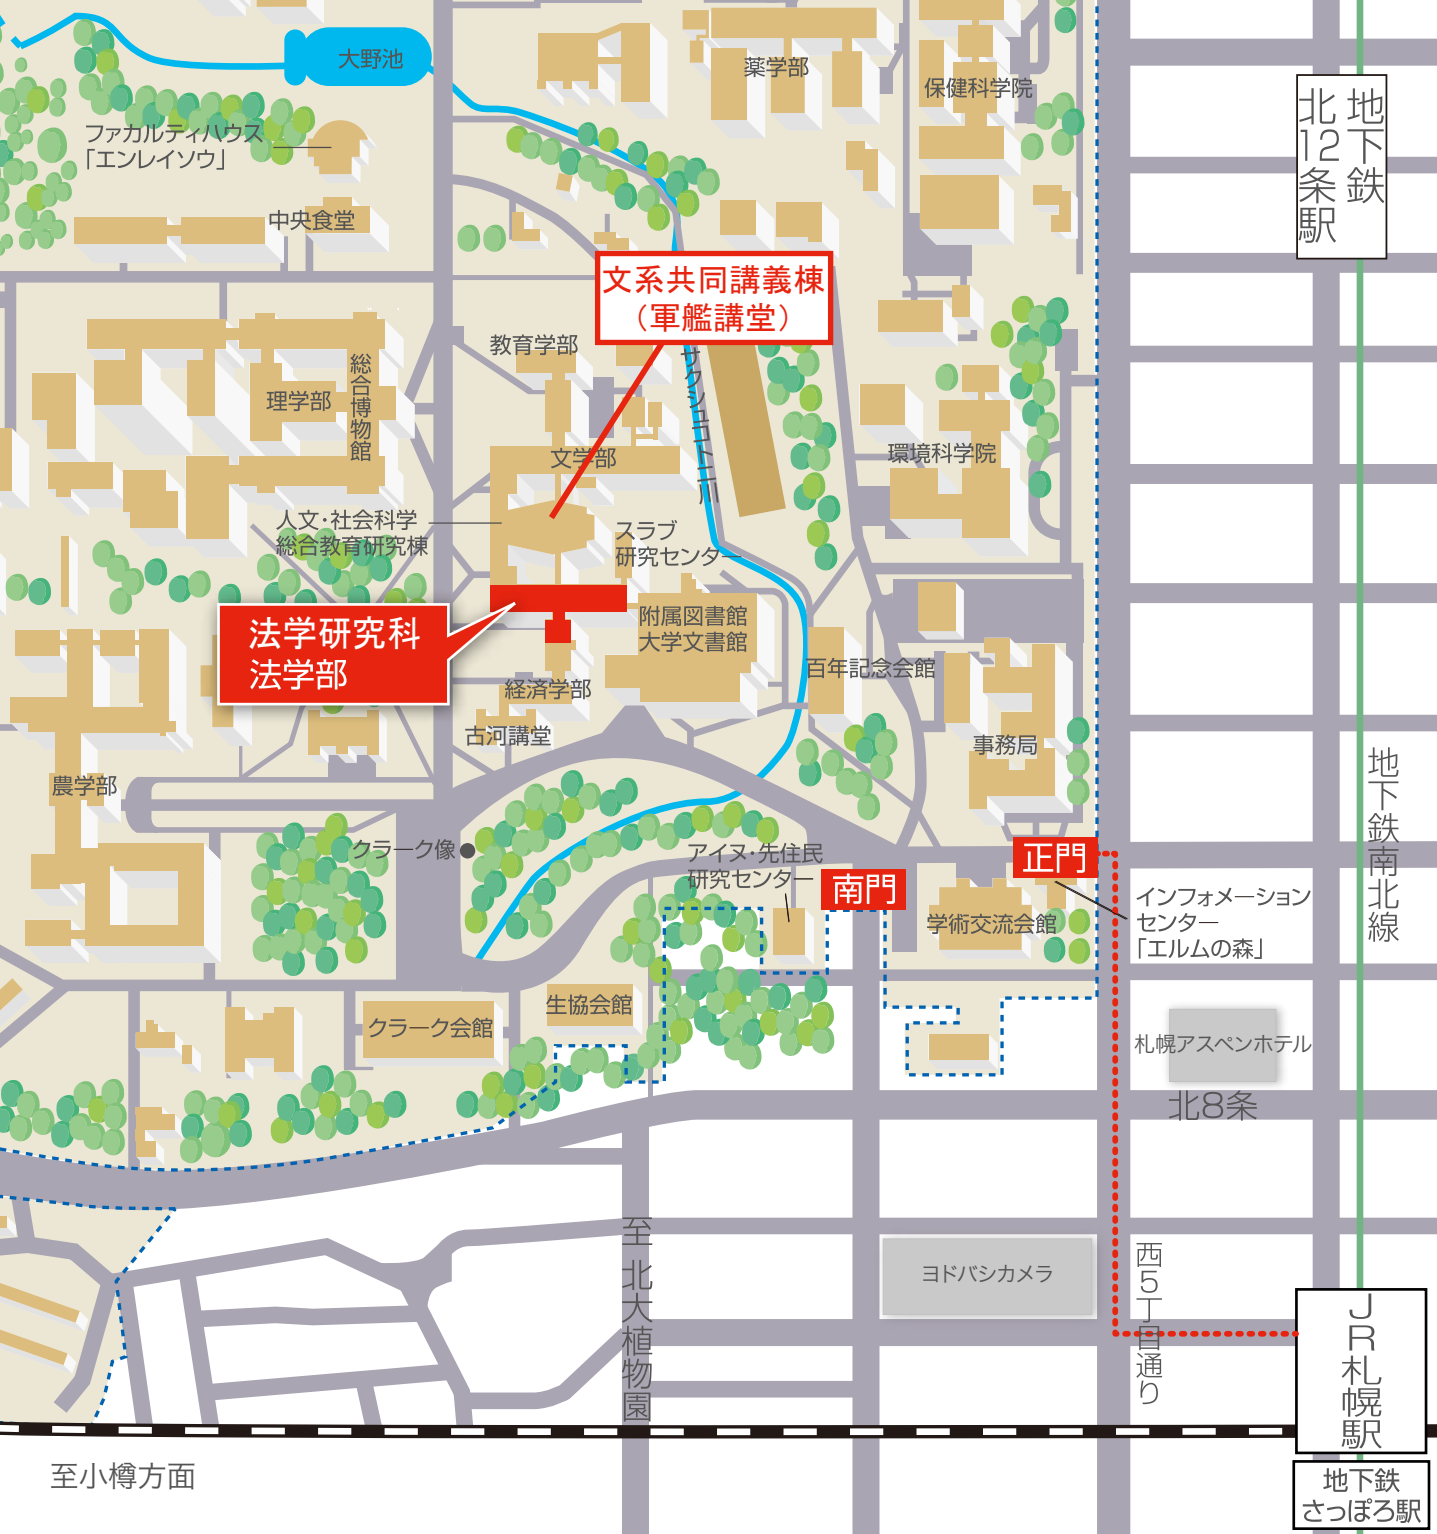 大野池
薬学部
保健科学院
地下鉄
北12条駅
ファカルティハウス
「エンレイソウ」
中央食堂
文系共同講義棟
（軍艦講堂）
教育学部
サクシュコトニ川
総合博物館
理学部
文学部
環境科学院
人文・社会科学
総合教育研究棟
スラブ
研究センター
法学研究科
法学部
附属図書館
大学文書館
百年記念会館
経済学部
古河講堂
事務局
農学部
地下鉄南北線
クラーク像
アイヌ・先住民
研究センター
南門
正門
インフォメーション
センター
「エルムの森」
学術交流会館
生協会館
クラーク会館
札幌アスペンホテル
北8条
至 北大植物園
ヨドバシカメラ
西5丁目通り
JR札幌駅
至小樽方面
地下鉄
さっぽろ駅